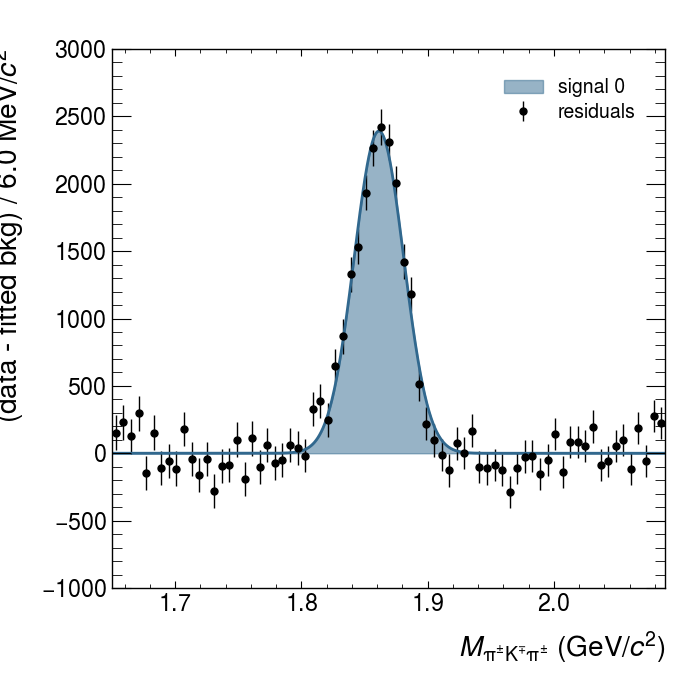 (data - fitted bkg) / 6.0 MeV/c²
3000
2500
2000
1500
1000
500
0
−500
−1000
signal 0
residuals
1.7 1.8 1.9 2.0
M_π±K∓π± (GeV/c²)